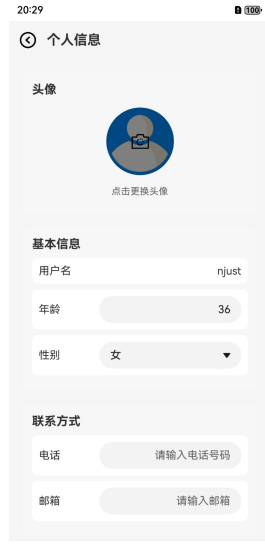 20:29
100
个人信息
头像
点击更换头像
基本信息
用户名 njust
年龄 36
性别 女
联系方式
电话 请输入电话号码
邮箱 请输入邮箱